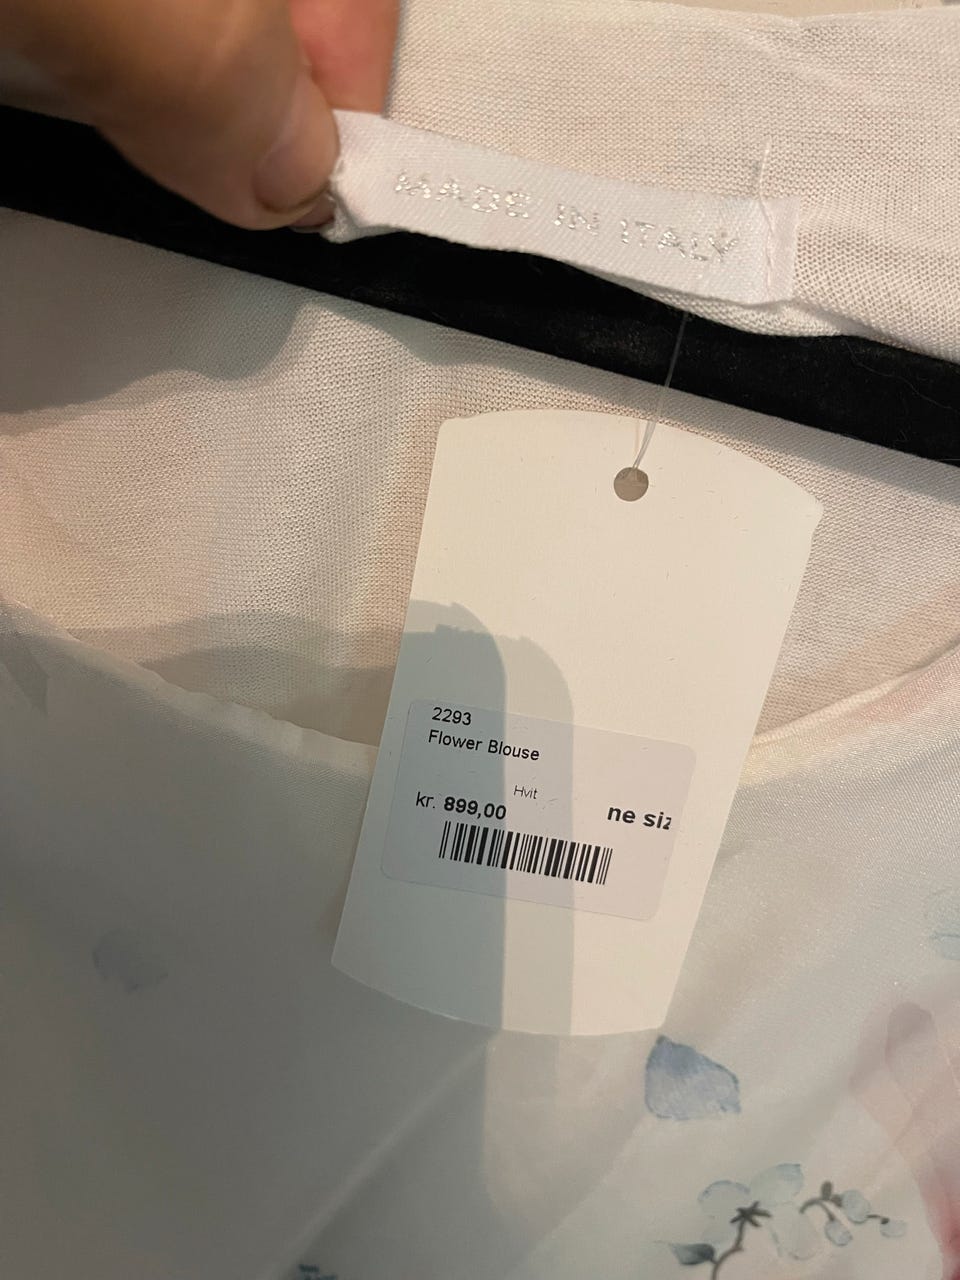 MADE IN ITALY
2293
Flower Blouse
Hvit
kr. 899,00
ne siz